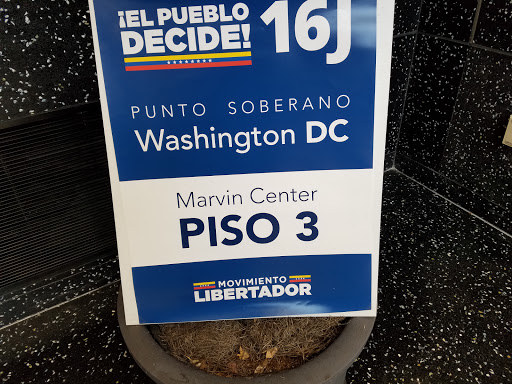 ¡EL PUEBLO
DECIDE!
16J
PUNTO SOBERANO
Washington DC
Marvin Center
PISO 3
MOVIMIENTO
LIBERTADOR